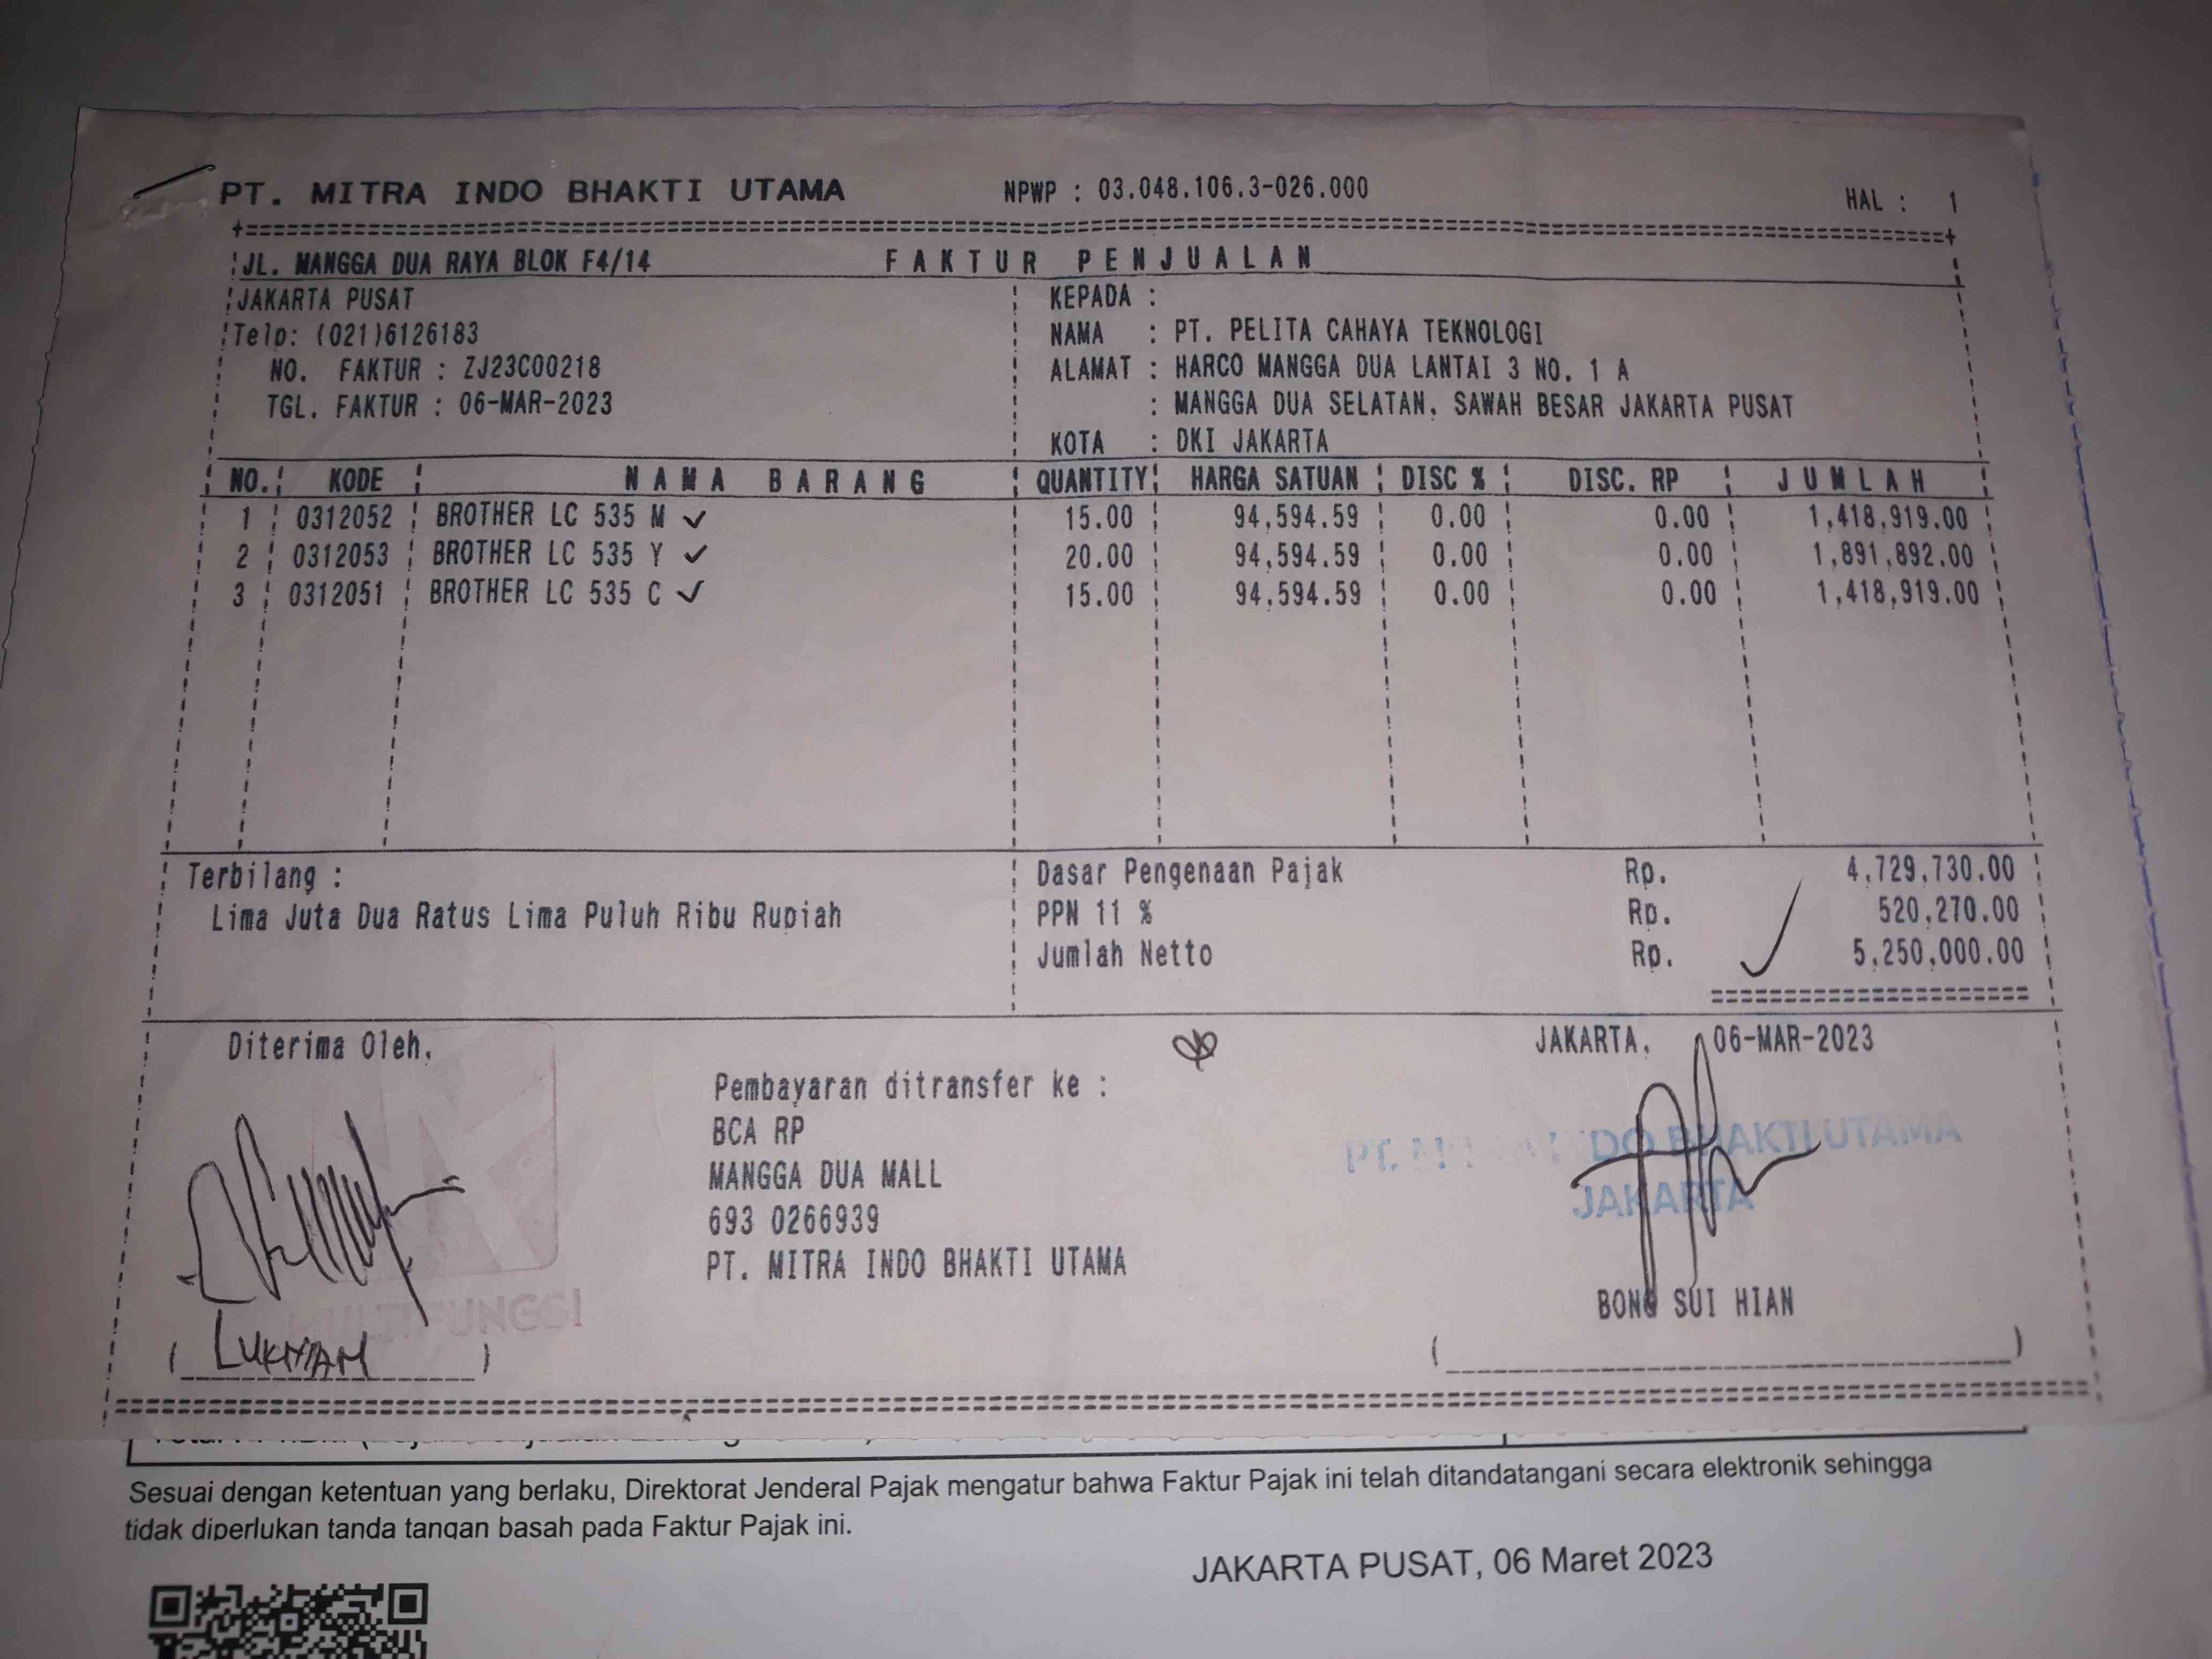 PT. MITRA INDO BHAKTI UTAMA NPWP : 03.048.106.3-026.000 HAL : 1
JL. MANGGA DUA RAYA BLOK F4/14 FAKTUR PENJUALAN
JAKARTA PUSAT KEPADA :
Telp: (021)6126183 NAMA : PT. PELITA CAHAYA TEKNOLOGI
NO. FAKTUR : ZJ23C00218 ALAMAT : HARCO MANGGA DUA LANTAI 3 NO. 1 A
TGL. FAKTUR : 06-MAR-2023 : MANGGA DUA SELATAN, SAWAH BESAR JAKARTA PUSAT
KOTA : DKI JAKARTA
NO. KODE NAMA BARANG QUANTITY HARGA SATUAN DISC % DISC. RP JUMLAH
1 0312052 BROTHER LC 535 M ✓ 15.00 94,594.59 0.00 0.00 1,418,919.00
2 0312053 BROTHER LC 535 Y ✓ 20.00 94,594.59 0.00 0.00 1,891,892.00
3 0312051 BROTHER LC 535 C ✓ 15.00 94,594.59 0.00 0.00 1,418,919.00
Terbilang : Dasar Pengenaan Pajak Rp. 4,729,730.00
Lima Juta Dua Ratus Lima Puluh Ribu Rupiah PPN 11 % Rp. 520,270.00
Jumlah Netto Rp. 5,250,000.00
Diterima Oleh, JAKARTA, 06-MAR-2023
Pembayaran ditransfer ke :
BCA RP
MANGGA DUA MALL
693 0266939
PT. MITRA INDO BHAKTI UTAMA
PT. DO BHAKTI UTAMA
JAKARTA
BONG SUI HIAN
MULTIFUNGSI
( LUKMAN ) ( )
Sesuai dengan ketentuan yang berlaku, Direktorat Jenderal Pajak mengatur bahwa Faktur Pajak ini telah ditandatangani secara elektronik sehingga
tidak diperlukan tanda tangan basah pada Faktur Pajak ini.
JAKARTA PUSAT, 06 Maret 2023